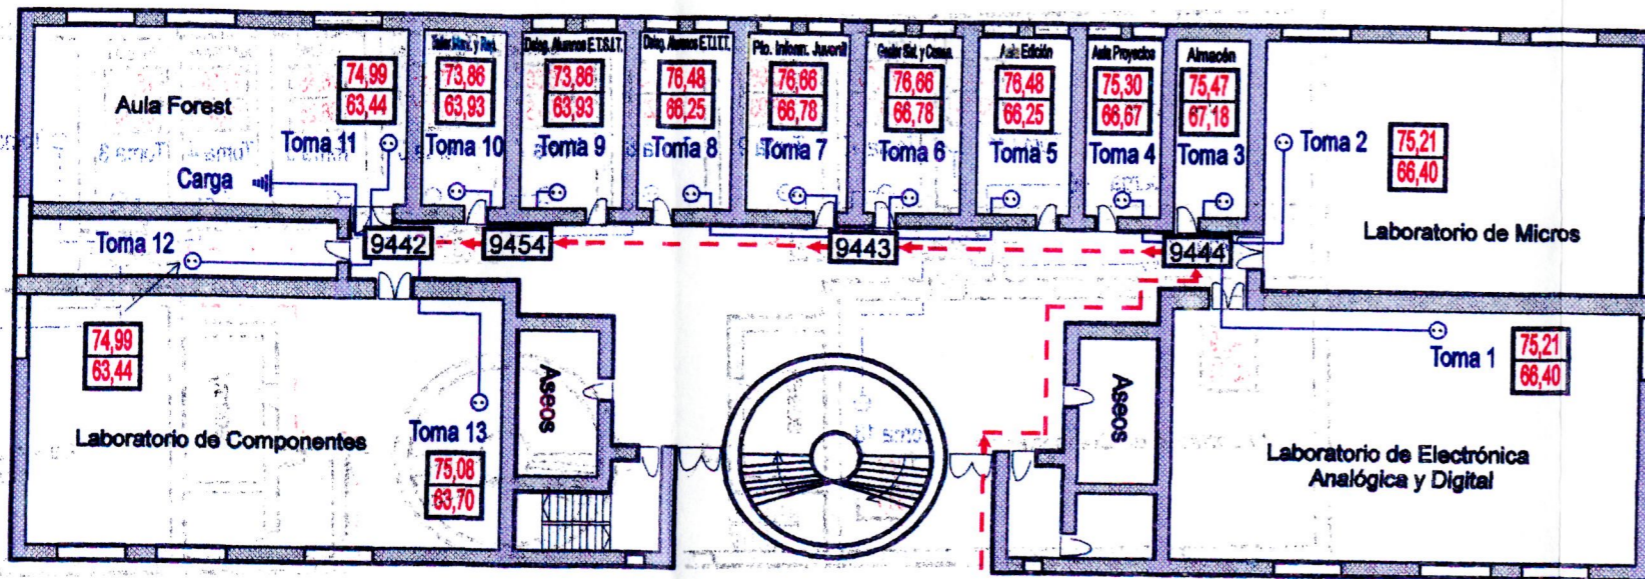 Aula Forest
74,99
63,44
Toma 11
Carga
73,86
63,93
Toma 10
Deleg. Alumnos E.T.S.I.T.
73,86
63,93
Toma 9
Deleg. Alumnos E.T.I.T.T.
76,48
66,25
Toma 8
Pto. Inform. Juvenil
76,66
66,78
Toma 7
76,66
66,78
Toma 6
Aula Edición
76,48
66,25
Toma 5
Aula Proyectos
75,30
66,67
Toma 4
Almacén
75,47
67,18
Toma 3
Toma 2
75,21
66,40
Laboratorio de Micros
Toma 12
9442
9454
9443
9444
74,99
63,44
Laboratorio de Componentes
Toma 13
75,08
63,70
Aseos
Aseos
Toma 1
75,21
66,40
Laboratorio de Electrónica
Analógica y Digital